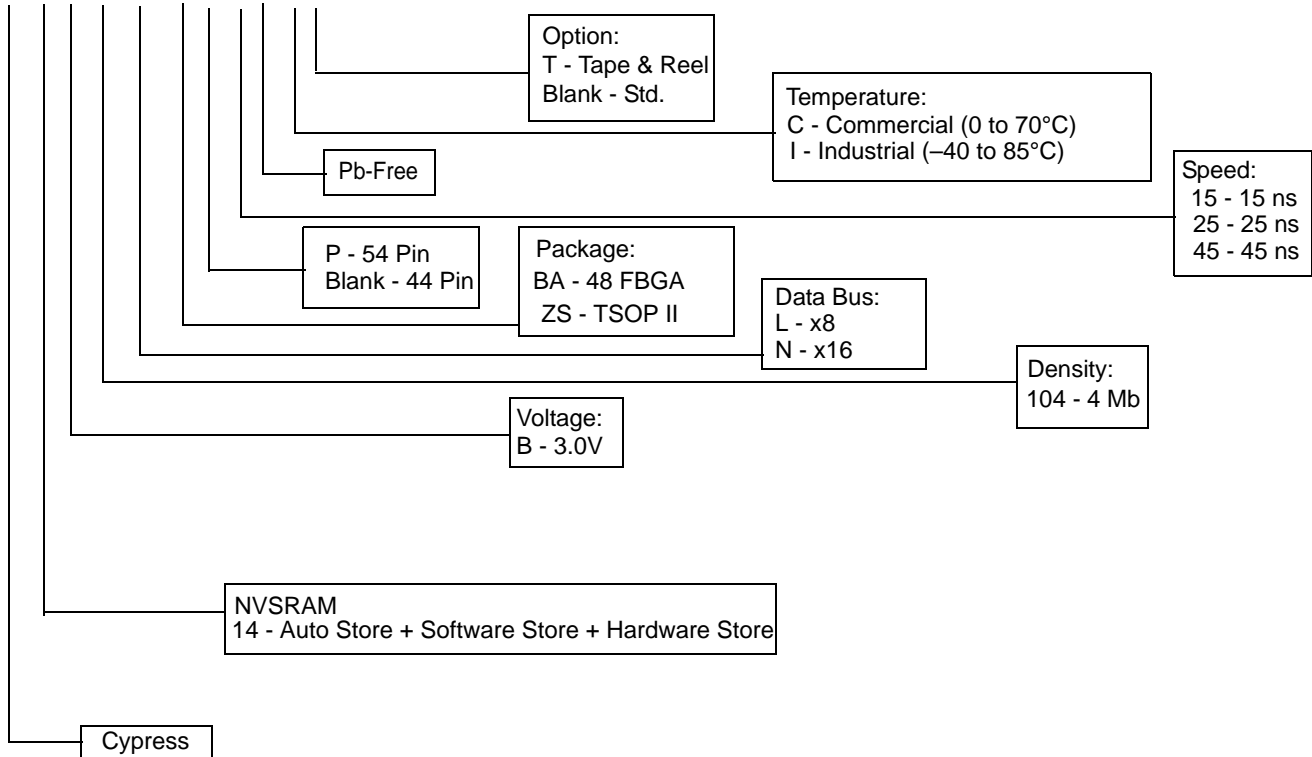 Option:
T - Tape & Reel
Blank - Std.
Temperature:
C - Commercial (0 to 70°C)
I - Industrial (–40 to 85°C)
Pb-Free
Speed:
15 - 15 ns
25 - 25 ns
45 - 45 ns
P - 54 Pin
Blank - 44 Pin
Package:
BA - 48 FBGA
ZS - TSOP II
Data Bus:
L - x8
N - x16
Density:
104 - 4 Mb
Voltage:
B - 3.0V
NVSRAM
14 - Auto Store + Software Store + Hardware Store
Cypress